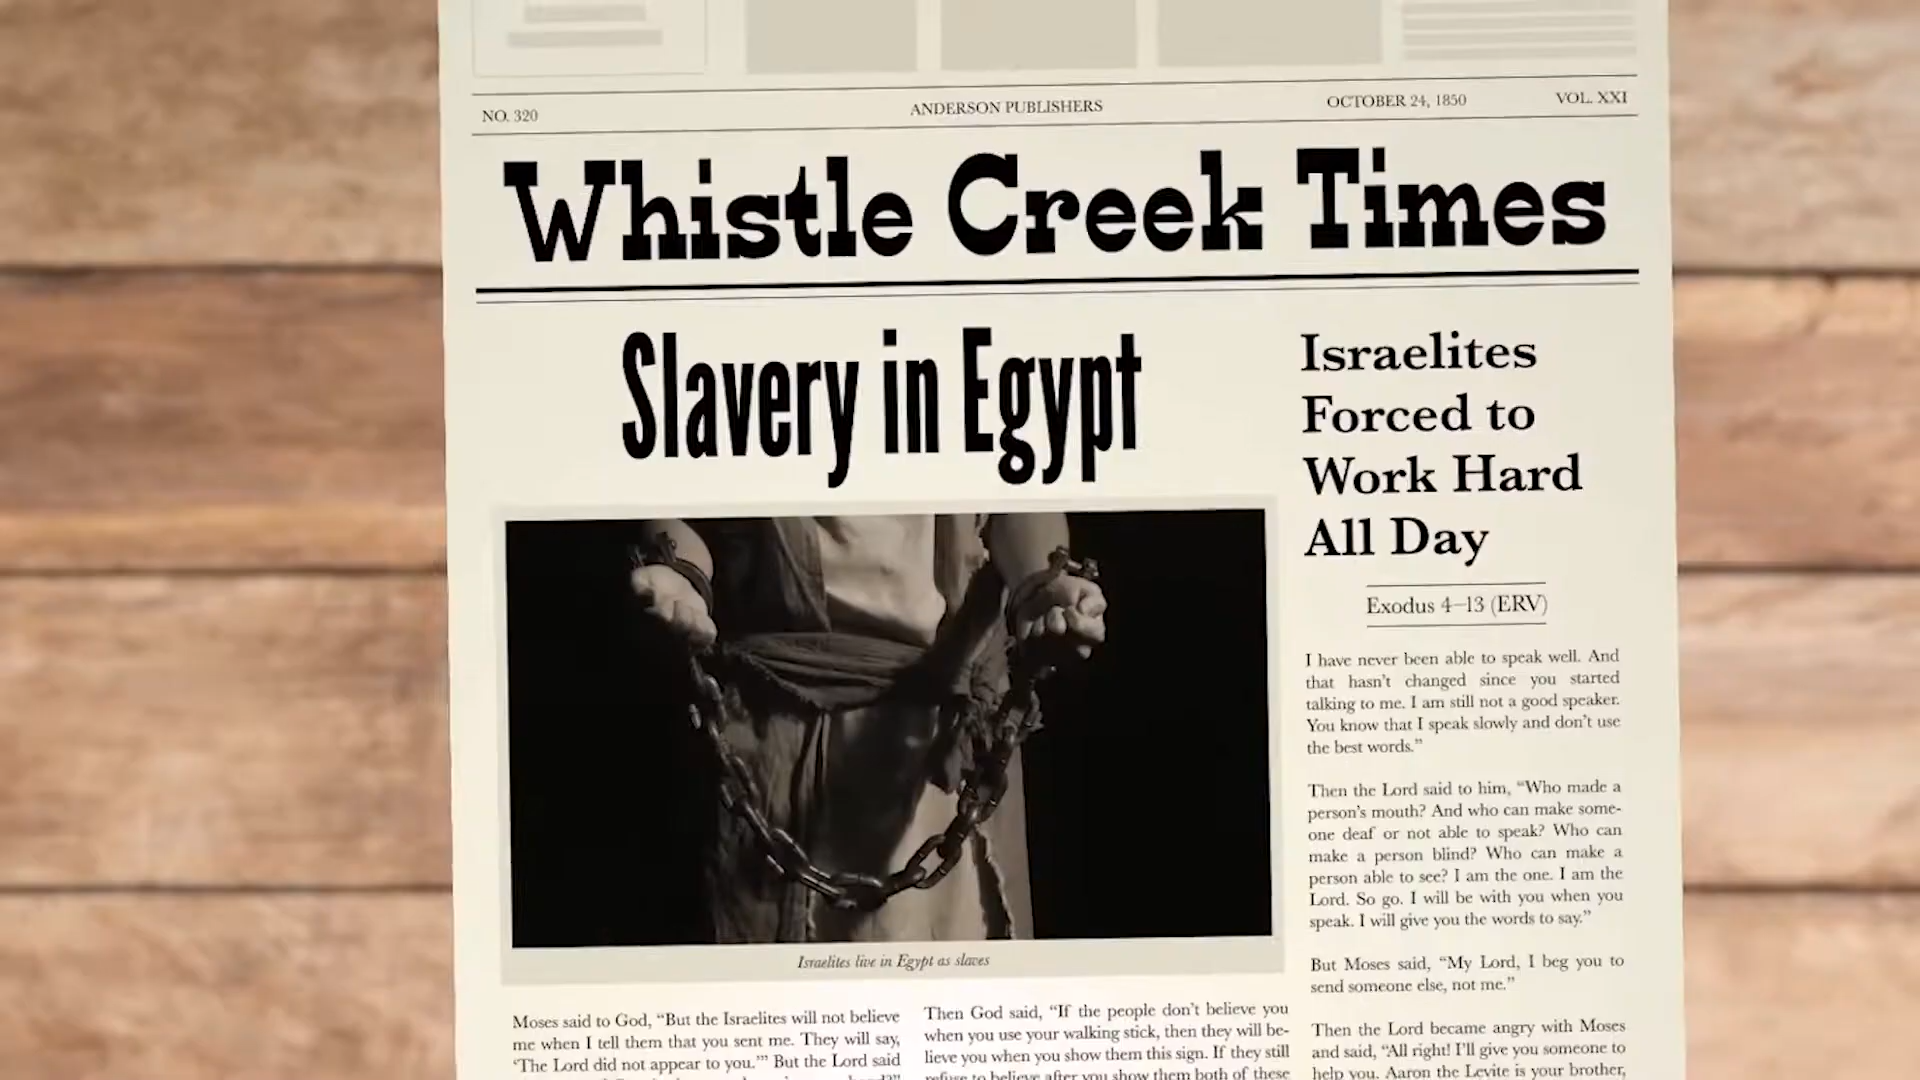 NO. 320
ANDERSON PUBLISHERS
OCTOBER 24, 1850
VOL. XXI
Whistle Creek Times
Slavery in Egypt
Israelites live in Egypt as slaves
Moses said to God, “But the Israelites will not believe
me when I tell them that you sent me. They will say,
‘The Lord did not appear to you.’” But the Lord said
Then God said, “If the people don’t believe you
when you use your walking stick, then they will be-
lieve you when you show them this sign. If they still
refuse to believe after you show them both of these
Israelites
Forced to
Work Hard
All Day
Exodus 4–13 (ERV)
I have never been able to speak well. And
that hasn’t changed since you started
talking to me. I am still not a good speaker.
You know that I speak slowly and don’t use
the best words.”
Then the Lord said to him, “Who made a
person’s mouth? And who can make some-
one deaf or not able to speak? Who can
make a person blind? Who can make a
person able to see? I am the one. I am the
Lord. So go. I will be with you when you
speak. I will give you the words to say.”
But Moses said, “My Lord, I beg you to
send someone else, not me.”
Then the Lord became angry with Moses
and said, “All right! I’ll give you someone to
help you. Aaron the Levite is your brother,